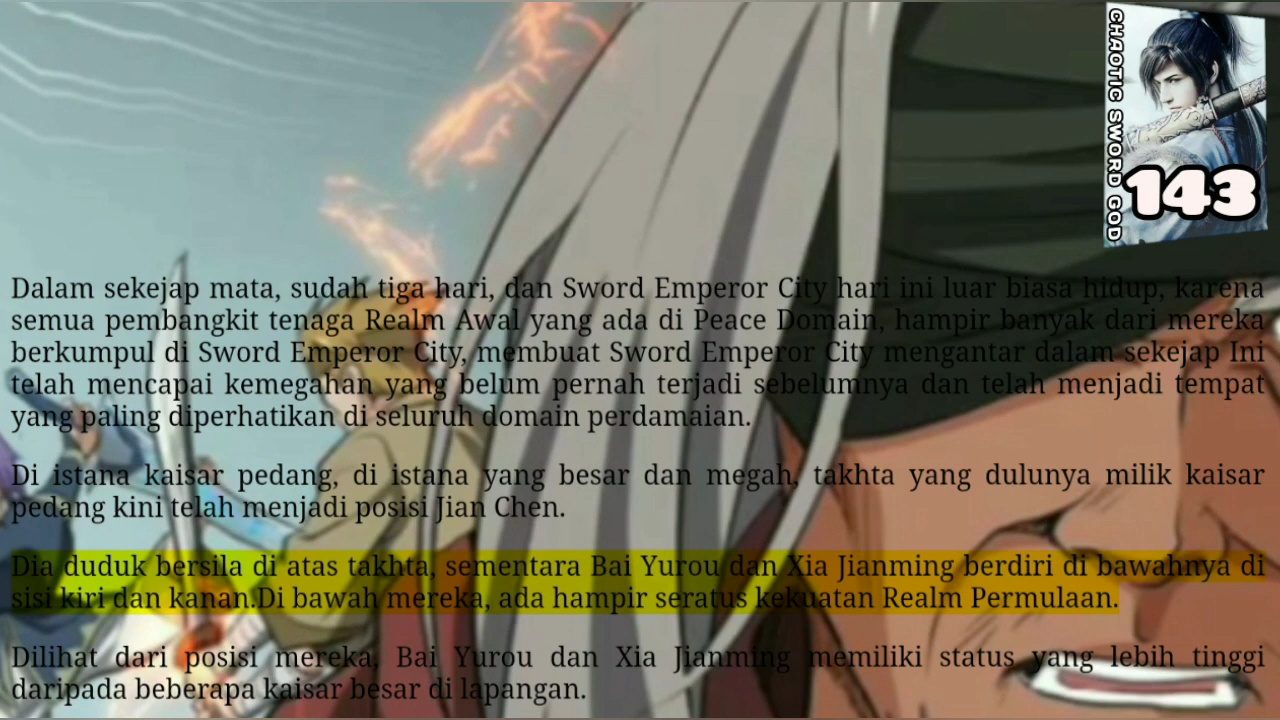 CHAOTIC SWORD GOD
143
Dalam sekejap mata, sudah tiga hari, dan Sword Emperor City hari ini luar biasa hidup, karena
semua pembangkit tenaga Realm Awal yang ada di Peace Domain, hampir banyak dari mereka
berkumpul di Sword Emperor City, membuat Sword Emperor City mengantar dalam sekejap Ini
telah mencapai kemegahan yang belum pernah terjadi sebelumnya dan telah menjadi tempat
yang paling diperhatikan di seluruh domain perdamaian.
Di istana kaisar pedang, di istana yang besar dan megah, takhta yang dulunya milik kaisar
pedang kini telah menjadi posisi Jian Chen.
Dia duduk bersila di atas takhta, sementara Bai Yurou dan Xia Jianming berdiri di bawahnya di
sisi kiri dan kanan.Di bawah mereka, ada hampir seratus kekuatan Realm Permulaan.
Dilihat dari posisi mereka, Bai Yurou dan Xia Jianming memiliki status yang lebih tinggi
daripada beberapa kaisar besar di lapangan.